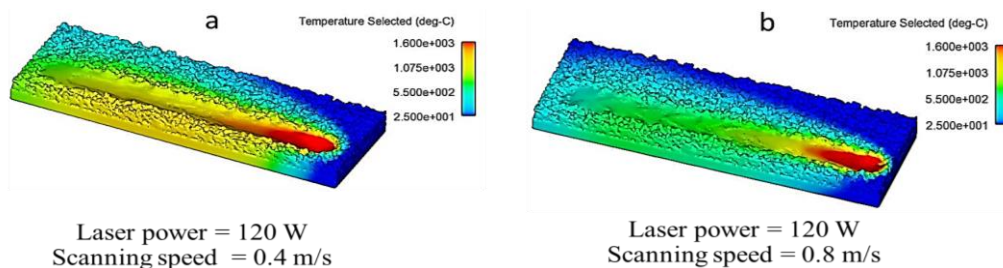 a
Temperature Selected (deg-C)
1.600e+003
1.075e+003
5.500e+002
2.500e+001
Laser power = 120 W
Scanning speed = 0.4 m/s
b
Temperature Selected (deg-C)
1.600e+003
1.075e+003
5.500e+002
2.500e+001
Laser power = 120 W
Scanning speed = 0.8 m/s